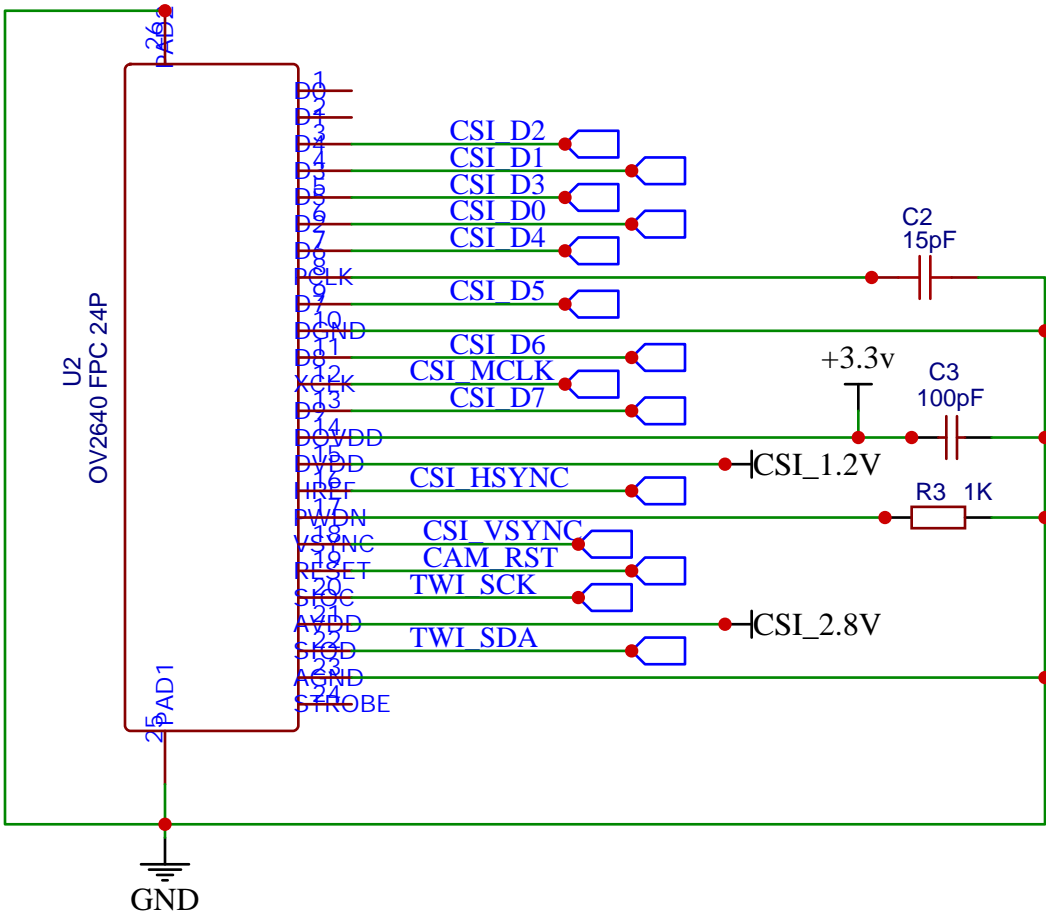 26
PAD2
U2
OV2640 FPC 24P
1
D0
2
D1
3
D4
CSI_D2
4
D3
CSI_D1
5
D5
CSI_D3
6
D2
CSI_D0
7
D6
CSI_D4
8
PCLK
C2
15pF
9
D7
CSI_D5
10
DGND
11
D8
CSI_D6
12
XCLK
CSI_MCLK
13
D9
CSI_D7
+3.3v
C3
100pF
14
DOVDD
15
DVDD
CSI_1.2V
16
HREF
CSI_HSYNC
17
PWDN
R3 1K
18
VSYNC
CSI_VSYNC
19
RESET
CAM_RST
20
SIOC
TWI_SCK
21
AVDD
CSI_2.8V
22
SIOD
TWI_SDA
23
AGND
24
STROBE
25
PAD1
GND